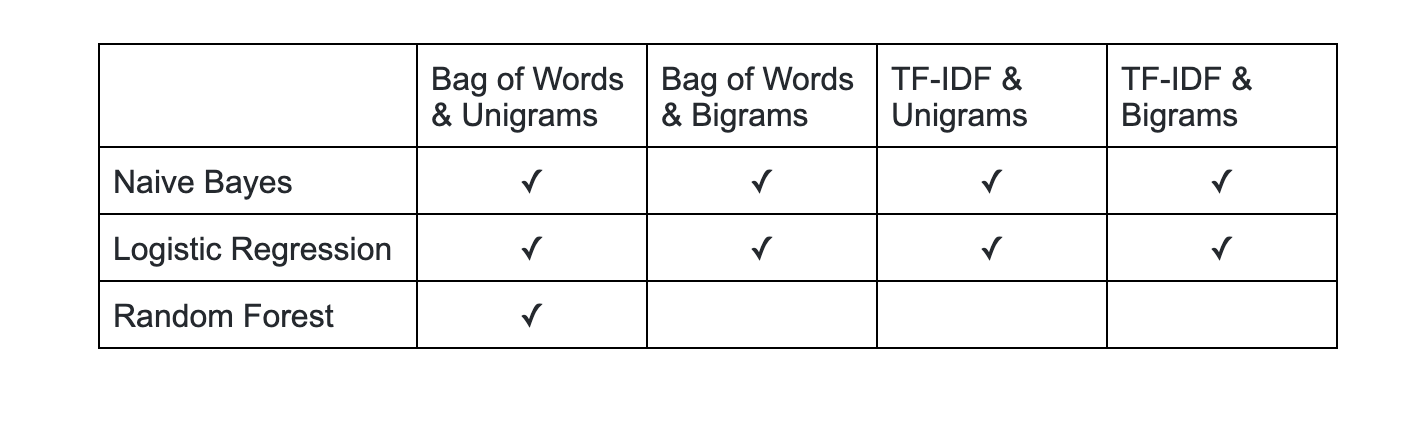 Bag of Words Bag of Words TF-IDF & TF-IDF &
& Unigrams & Bigrams Unigrams Bigrams
Naive Bayes ✓ ✓ ✓ ✓
Logistic Regression ✓ ✓ ✓ ✓
Random Forest ✓